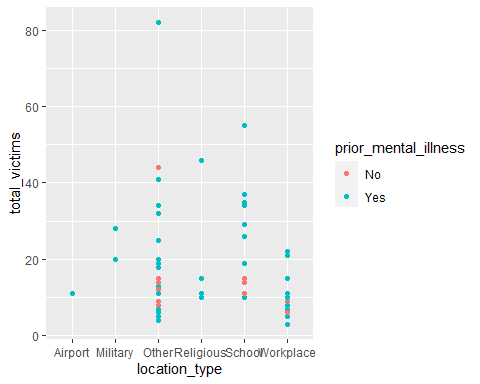 80
60
40
20
0
total_victims
Airport Military Other Religious School Workplace
location_type
prior_mental_illness
No
Yes